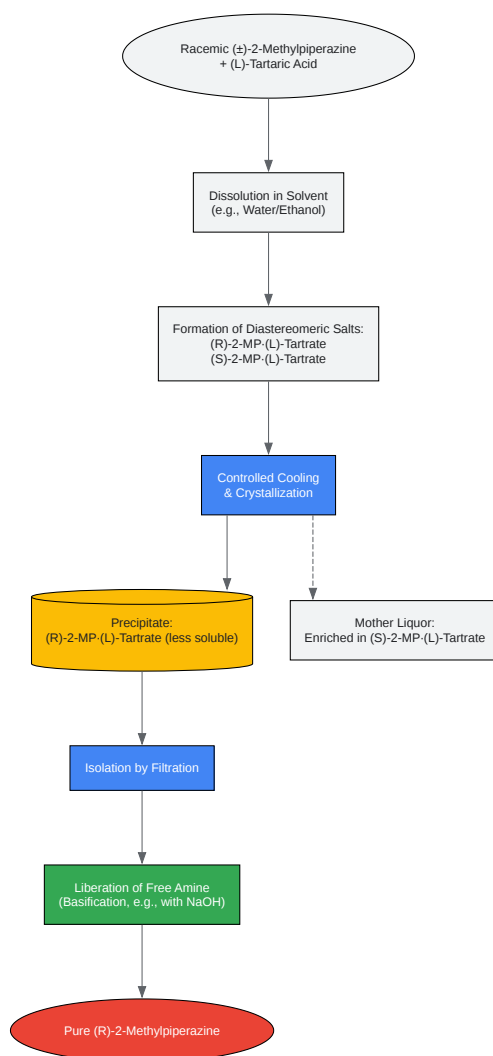 Racemic (±)-2-Methylpiperazine
+ (L)-Tartaric Acid
Dissolution in Solvent
(e.g., Water/Ethanol)
Formation of Diastereomeric Salts:
(R)-2-MP·(L)-Tartrate
(S)-2-MP·(L)-Tartrate
Controlled Cooling
& Crystallization
Precipitate:
(R)-2-MP·(L)-Tartrate (less soluble)
Mother Liquor:
Enriched in (S)-2-MP·(L)-Tartrate
Isolation by Filtration
Liberation of Free Amine
(Basification, e.g., with NaOH)
Pure (R)-2-Methylpiperazine